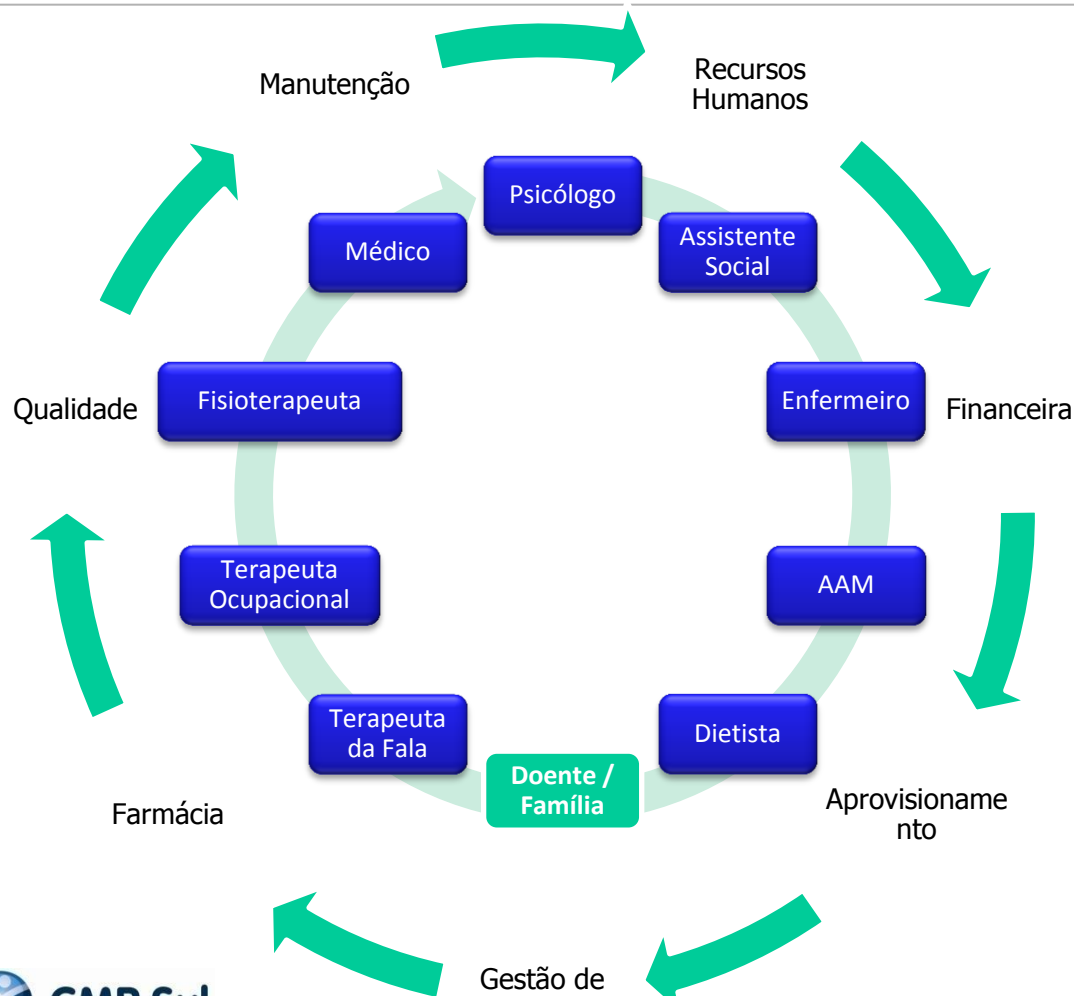 Manutenção
Recursos
Humanos
Psicólogo
Assistente
Social
Médico
Fisioterapeuta
Enfermeiro
Qualidade
Financeira
Terapeuta
Ocupacional
AAM
Terapeuta
da Fala
Dietista
Doente /
Família
Farmácia
Aprovisioname
nto
Gestão de